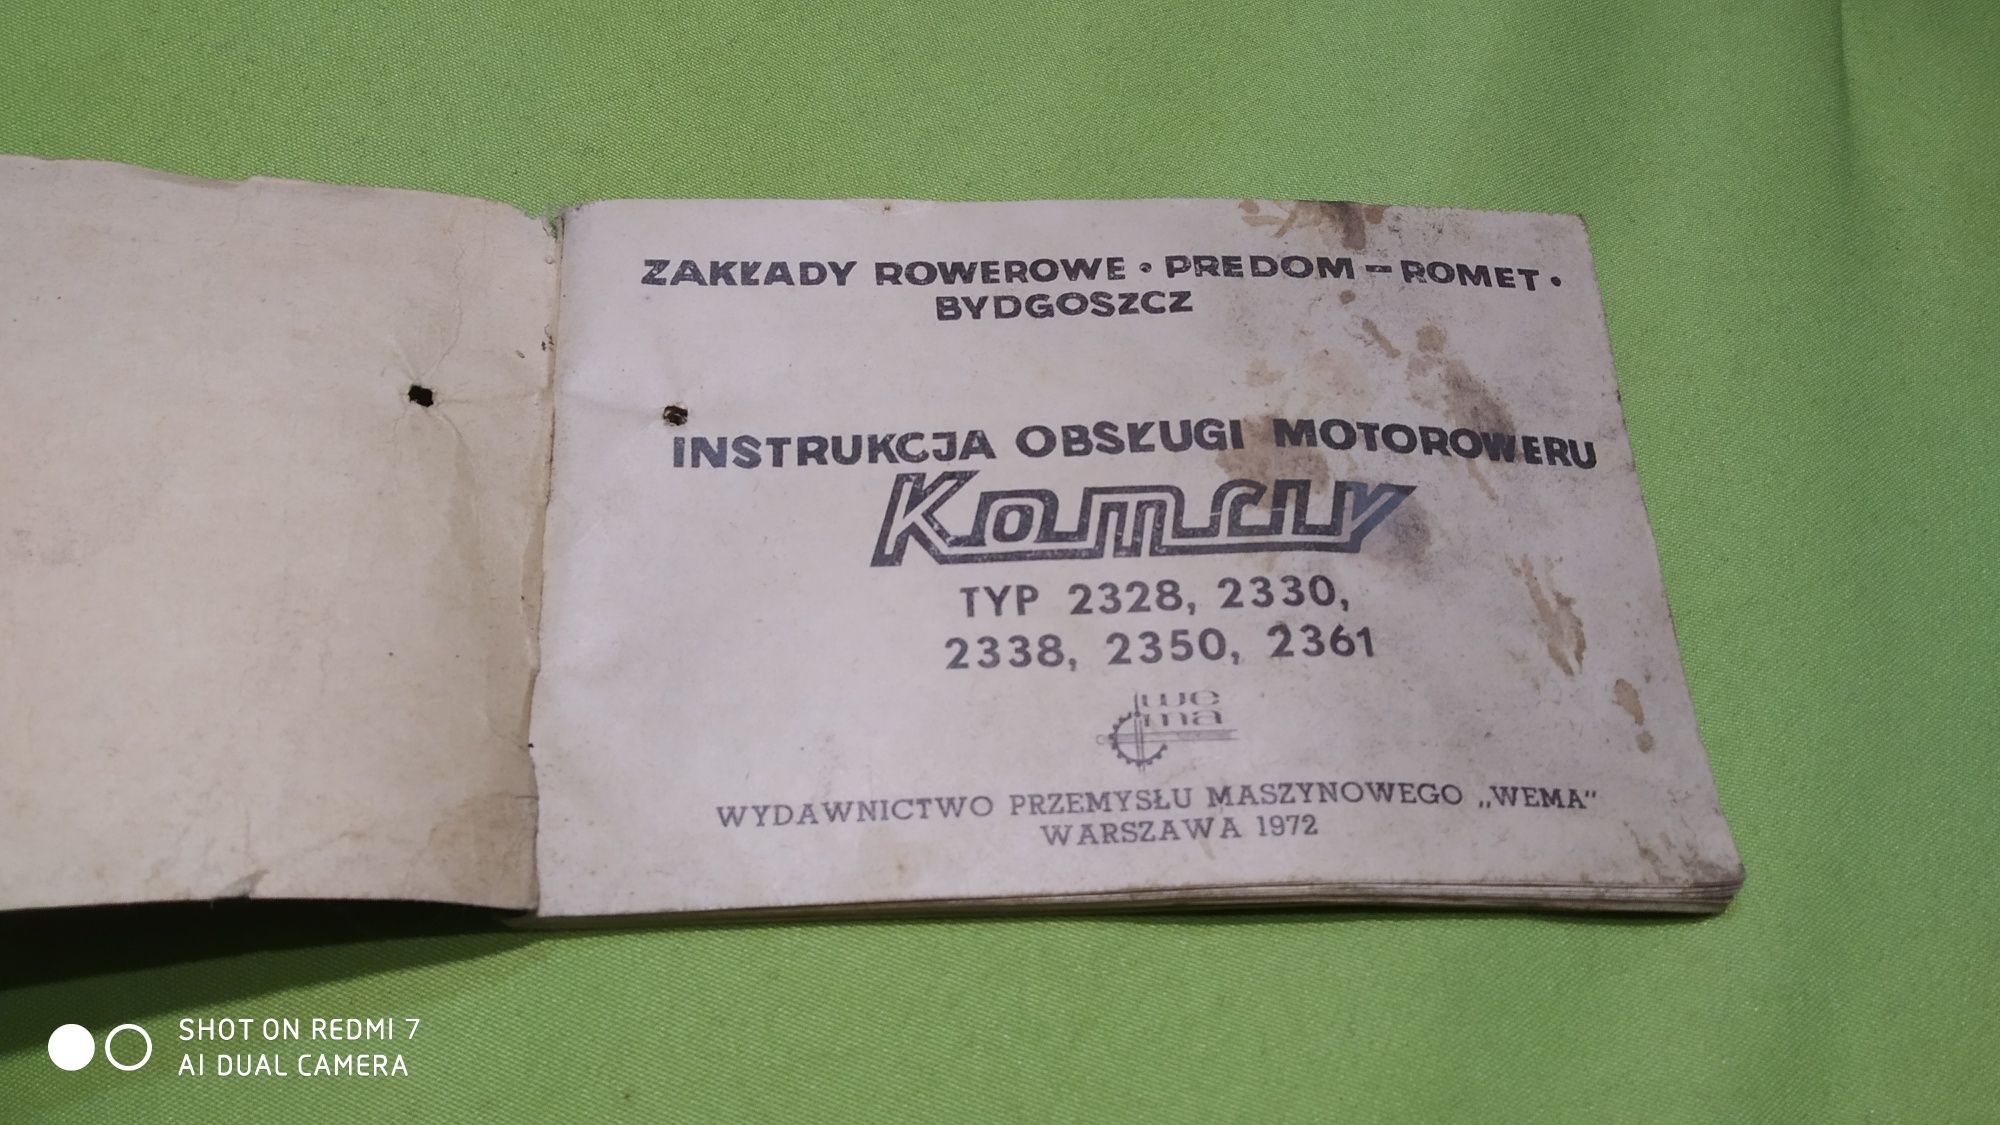 ZAKŁADY ROWEROWE • PREDOM – ROMET •
BYDGOSZCZ
INSTRUKCJA OBSŁUGI MOTOROWERU
Komar
TYP 2328, 2330,
2338, 2350, 2361
we
ma
WYDAWNICTWO PRZEMYSŁU MASZYNOWEGO „WEMA"
WARSZAWA 1972
SHOT ON REDMI 7
AI DUAL CAMERA